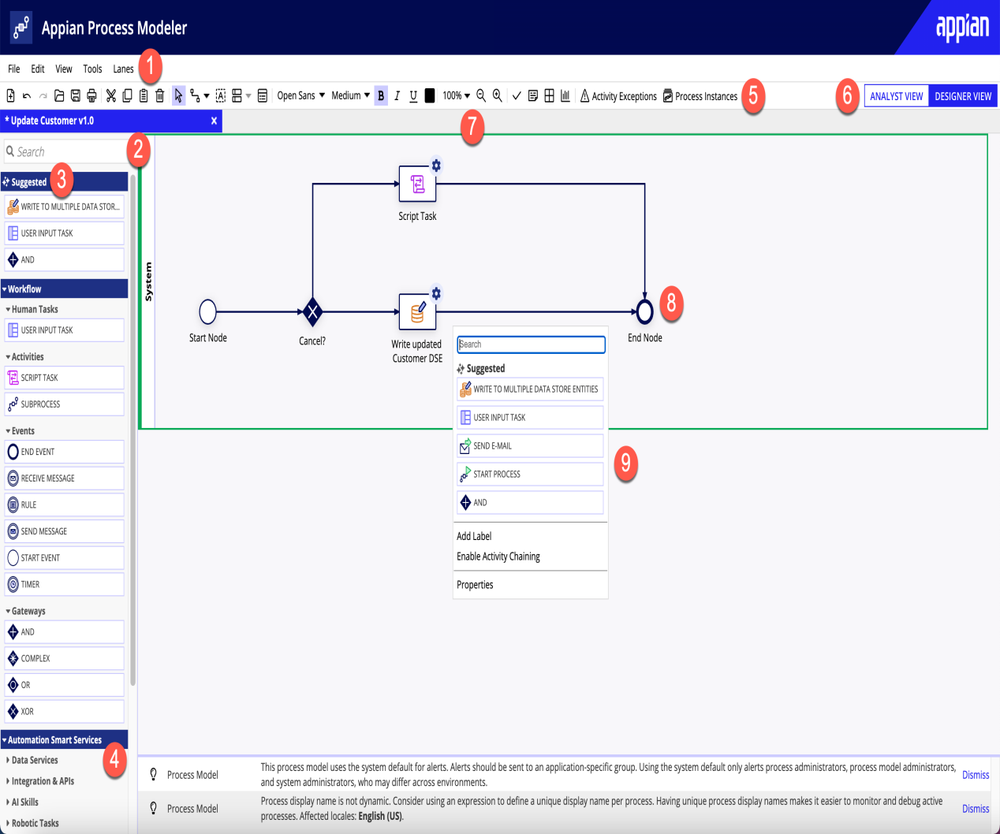 Appian Process Modeler
appian
File Edit View Tools Lanes 1
Open Sans Medium B I U 100% Activity Exceptions Process Instances 5 6 ANALYST VIEW DESIGNER VIEW
* Update Customer v1.0 x
7
Search 2
Suggested 3
WRITE TO MULTIPLE DATA STOR...
USER INPUT TASK
AND
Workflow
Human Tasks
USER INPUT TASK
Activities
SCRIPT TASK
SUBPROCESS
Events
END EVENT
RECEIVE MESSAGE
RULE
SEND MESSAGE
START EVENT
TIMER
Gateways
AND
COMPLEX
OR
XOR
Automation Smart Services
Data Services 4
Integration & APIs
AI Skills
Robotic Tasks
System
Script Task
Start Node
Cancel?
Write updated
Customer DSE
8
End Node
Search
Suggested
WRITE TO MULTIPLE DATA STORE ENTITIES
USER INPUT TASK
SEND E-MAIL
START PROCESS
AND
9
Add Label
Enable Activity Chaining
Properties
Process Model
This process model uses the system default for alerts. Alerts should be sent to an application-specific group. Using the system default only alerts process administrators, process model administrators,
and system administrators, who may differ across environments.
Dismiss
Process Model
Process display name is not dynamic. Consider using an expression to define a unique display name per process. Having unique process display names makes it easier to monitor and debug active
processes. Affected locales: English (US).
Dismiss